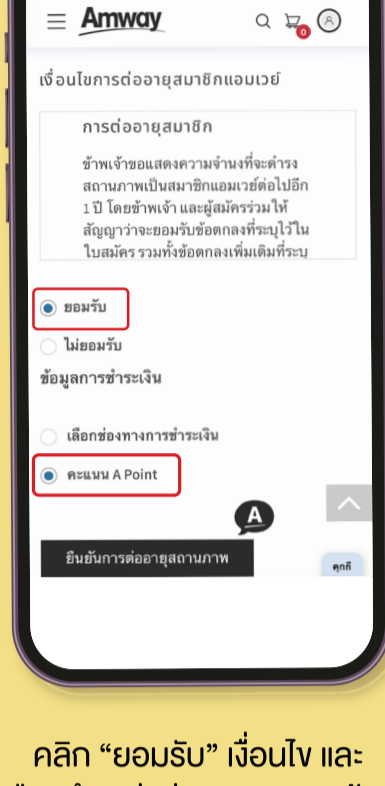 Amway
0
เงื่อนไขการต่ออายุสมาชิกแอมเวย์
การต่ออายุสมาชิก
ข้าพเจ้าขอแสดงความจำนงที่จะดำรง
สถานภาพเป็นสมาชิกแอมเวย์ต่อไปอีก
1 ปี โดยข้าพเจ้า และผู้สมัครร่วม ให้
สัญญาว่าจะยอมรับข้อตกลงที่ระบุไว้ใน
ใบสมัคร รวมทั้งข้อตกลงเพิ่มเติมที่ระบุ
ยอมรับ
ไม่ยอมรับ
ข้อมูลการชำระเงิน
เลือกช่องทางการชำระเงิน
คะแนน A Point
A
ยืนยันการต่ออายุสถานภาพ
คุกกี้
คลิก “ยอมรับ” เงื่อนไข และ